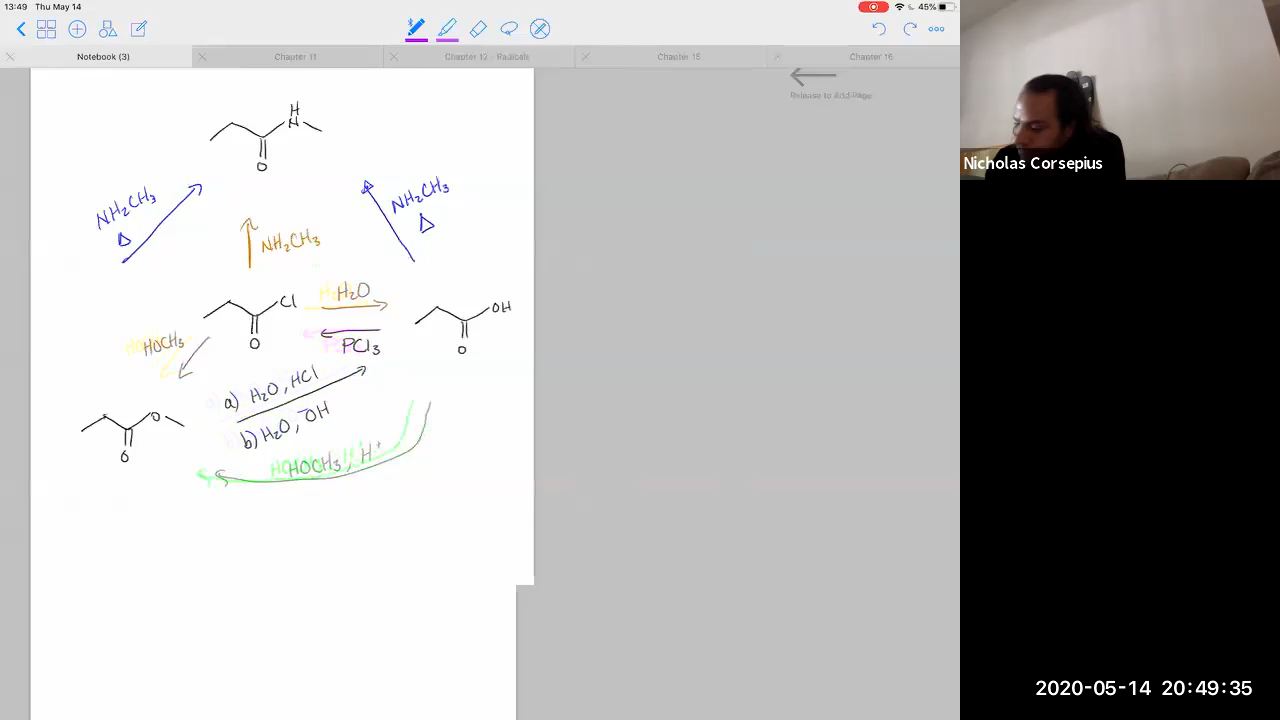 13:49 Thu May 14
45%
Notebook (3)
Chapter 11
Chapter 12 - Radicals
Chapter 15
Chapter 16
Release to Add Page
Nicholas Corsepius
H
N
O
NH₂CH₃
Δ
NH₂CH₃
Δ
NH₂CH₃
Cl
O
H₂O
PCl₃
OH
O
HOCH₃
O
O
a) H₂O, HCl
b) H₂O, ⁻OH
HOCH₃, H⁺
2020-05-14 20:49:35